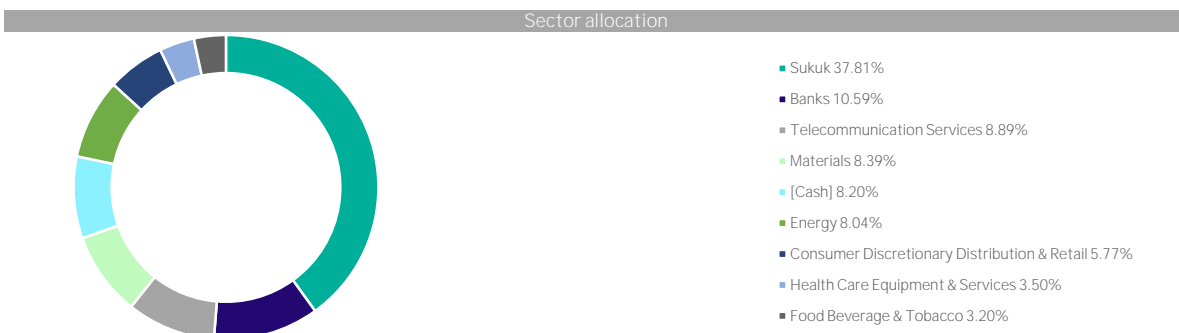 Sector allocation
Sukuk 37.81%
Banks 10.59%
Telecommunication Services 8.89%
Materials 8.39%
[Cash] 8.20%
Energy 8.04%
Consumer Discretionary Distribution & Retail 5.77%
Health Care Equipment & Services 3.50%
Food Beverage & Tobacco 3.20%